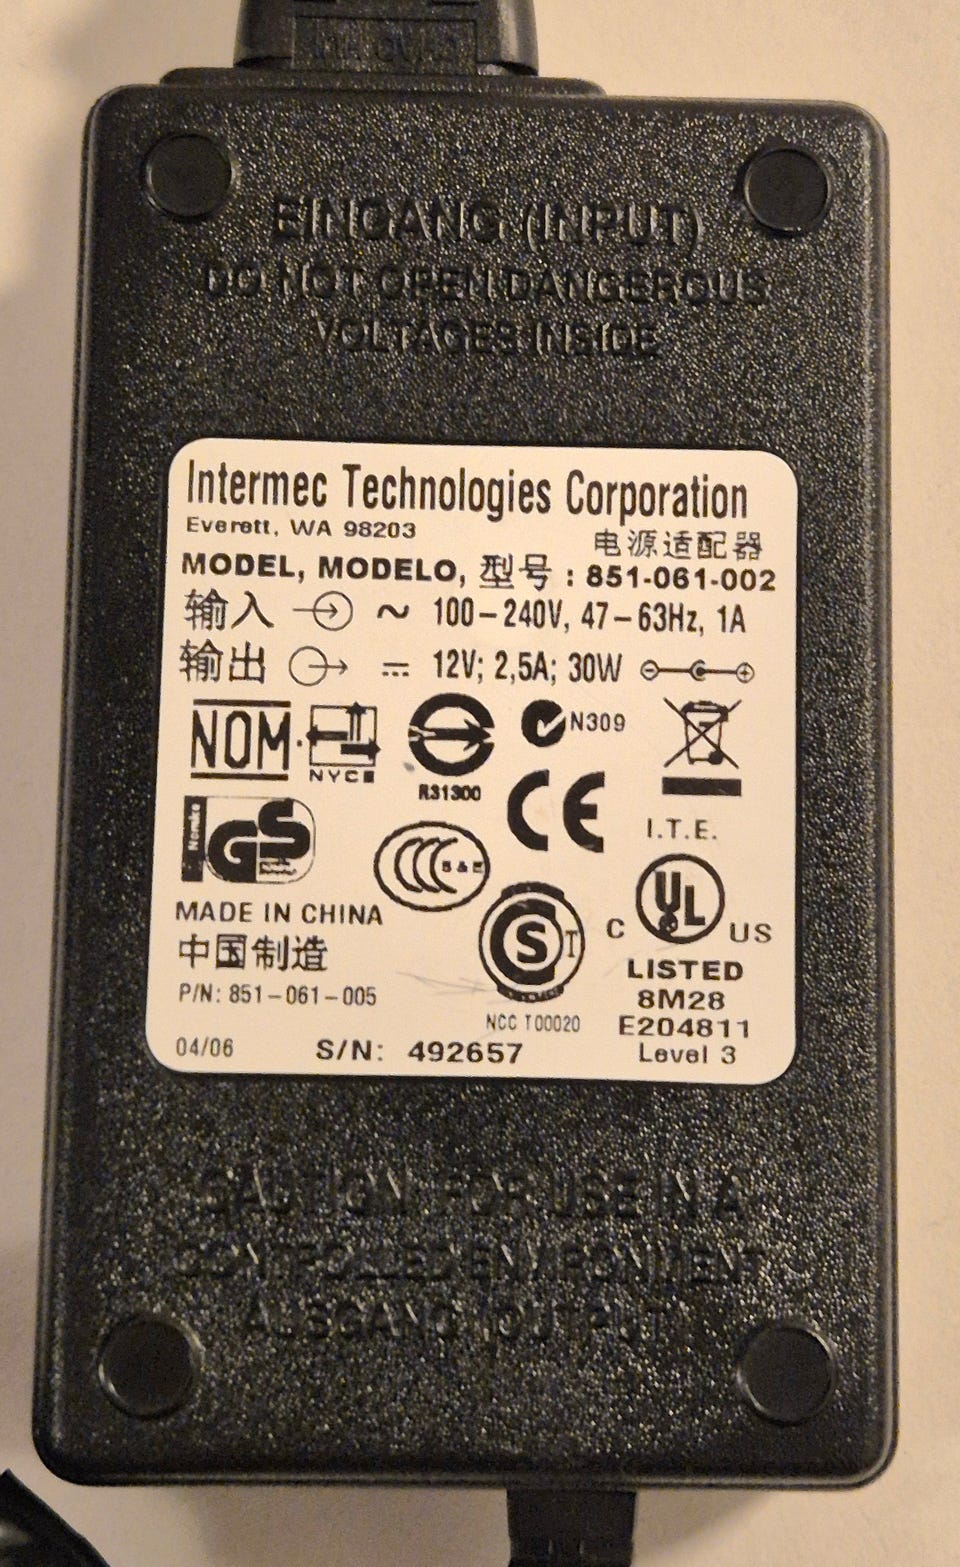 EINGANG (INPUT)
DO NOT OPEN DANGEROUS
VOLTAGES INSIDE
Intermec Technologies Corporation
Everett, WA 98203
电源适配器
MODEL, MODELO, 型号 : 851-061-002
输入 ~ 100-240V, 47-63Hz, 1A
输出 12V; 2,5A; 30W
NOM NYCE
R31300
N309
CE
I.T.E.
Nemko GS
CCC S&E
MADE IN CHINA
中国制造
S T
C UL US
LISTED
8M28
E204811
Level 3
P/N: 851-061-005
NCC T00020
04/06 S/N: 492657
CAUTION: FOR USE IN A
CONTROLLED ENVIRONMENT
AUSGANG (OUTPUT)